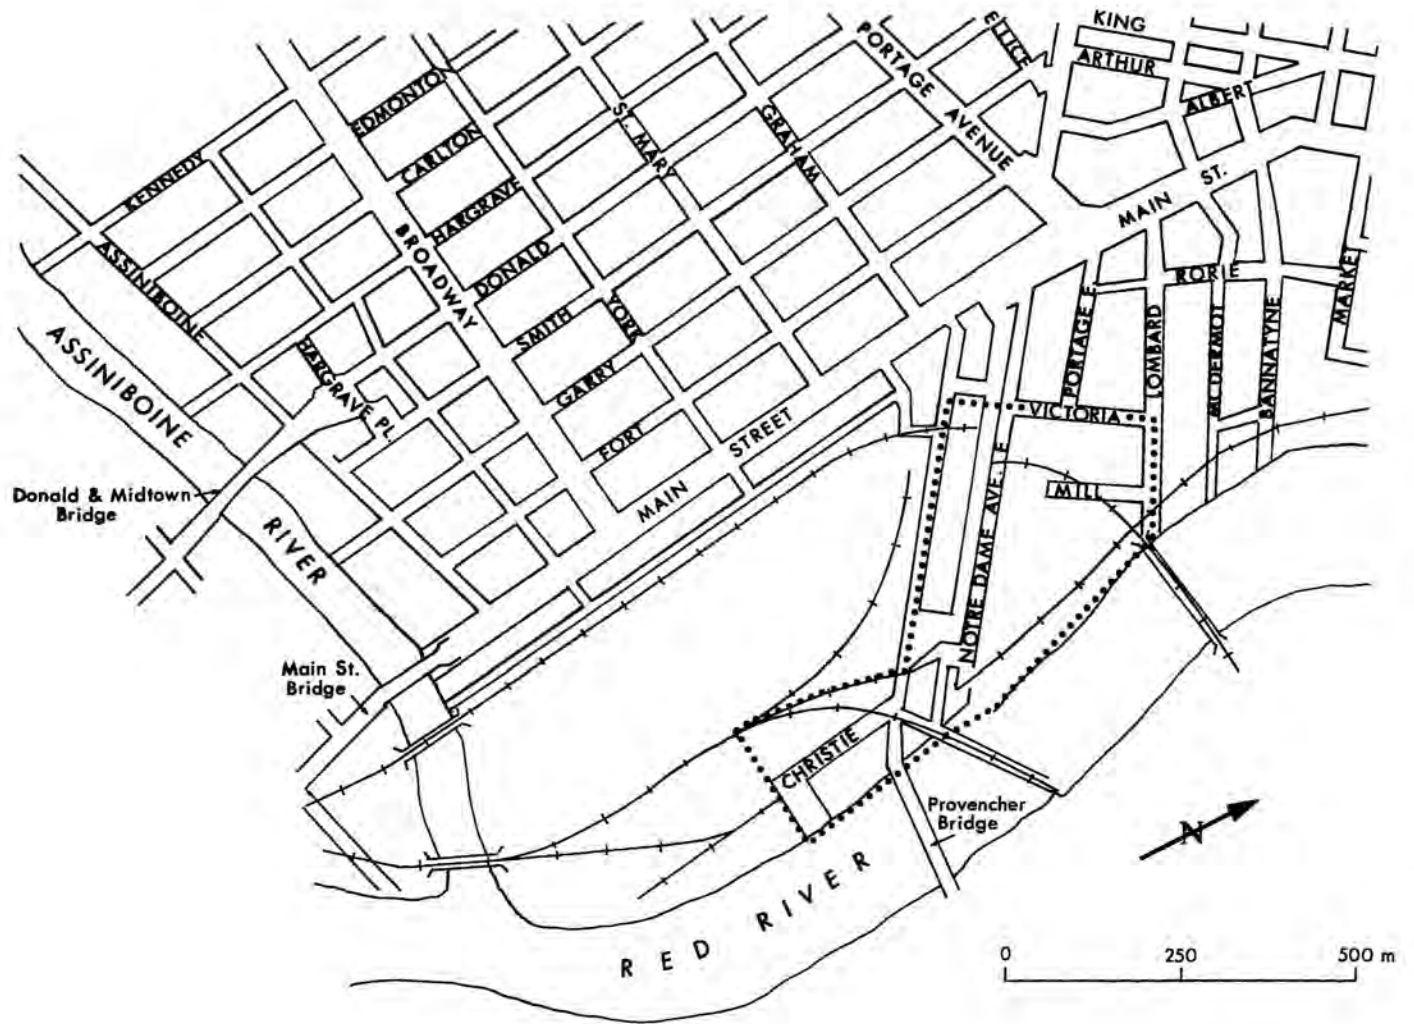 KING
ELLICE
ARTHUR
PORTAGE AVENUE
ALBERT
EDMONTO
ST. MARY
GRAHAM
CARLTON
KENNEDY
HARGRAVE
MAIN ST.
BROADWAY
ASSINIBOINE
DONALD
RORIE
MARKET
SMITH
YORK
PORTAGE E.
LOMBARD
MCDERMOT
BANNATYNE
ASSINIBOINE
HARGRAVE PL.
GARRY
FORT
STREET
VICTORIA
Donald & Midtown
Bridge
MAIN
MILL
RIVER
NOTRE DAME AVE. E.
Main St.
Bridge
CHRISTIE
Provencher
Bridge
N
RED RIVER
0 250 500 m